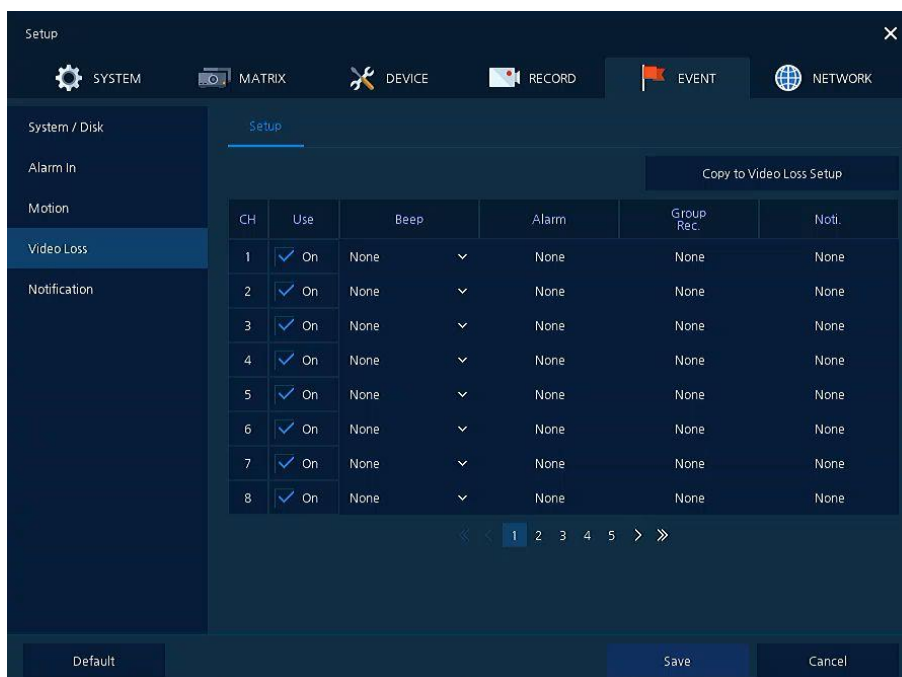 Setup
SYSTEM MATRIX DEVICE RECORD EVENT NETWORK
System / Disk
Alarm In
Motion
Video Loss
Notification
Setup
Copy to Video Loss Setup
CH Use Beep Alarm Group Rec. Noti.
1 On None None None None
2 On None None None None
3 On None None None None
4 On None None None None
5 On None None None None
6 On None None None None
7 On None None None None
8 On None None None None
1 2 3 4 5
Default Save Cancel